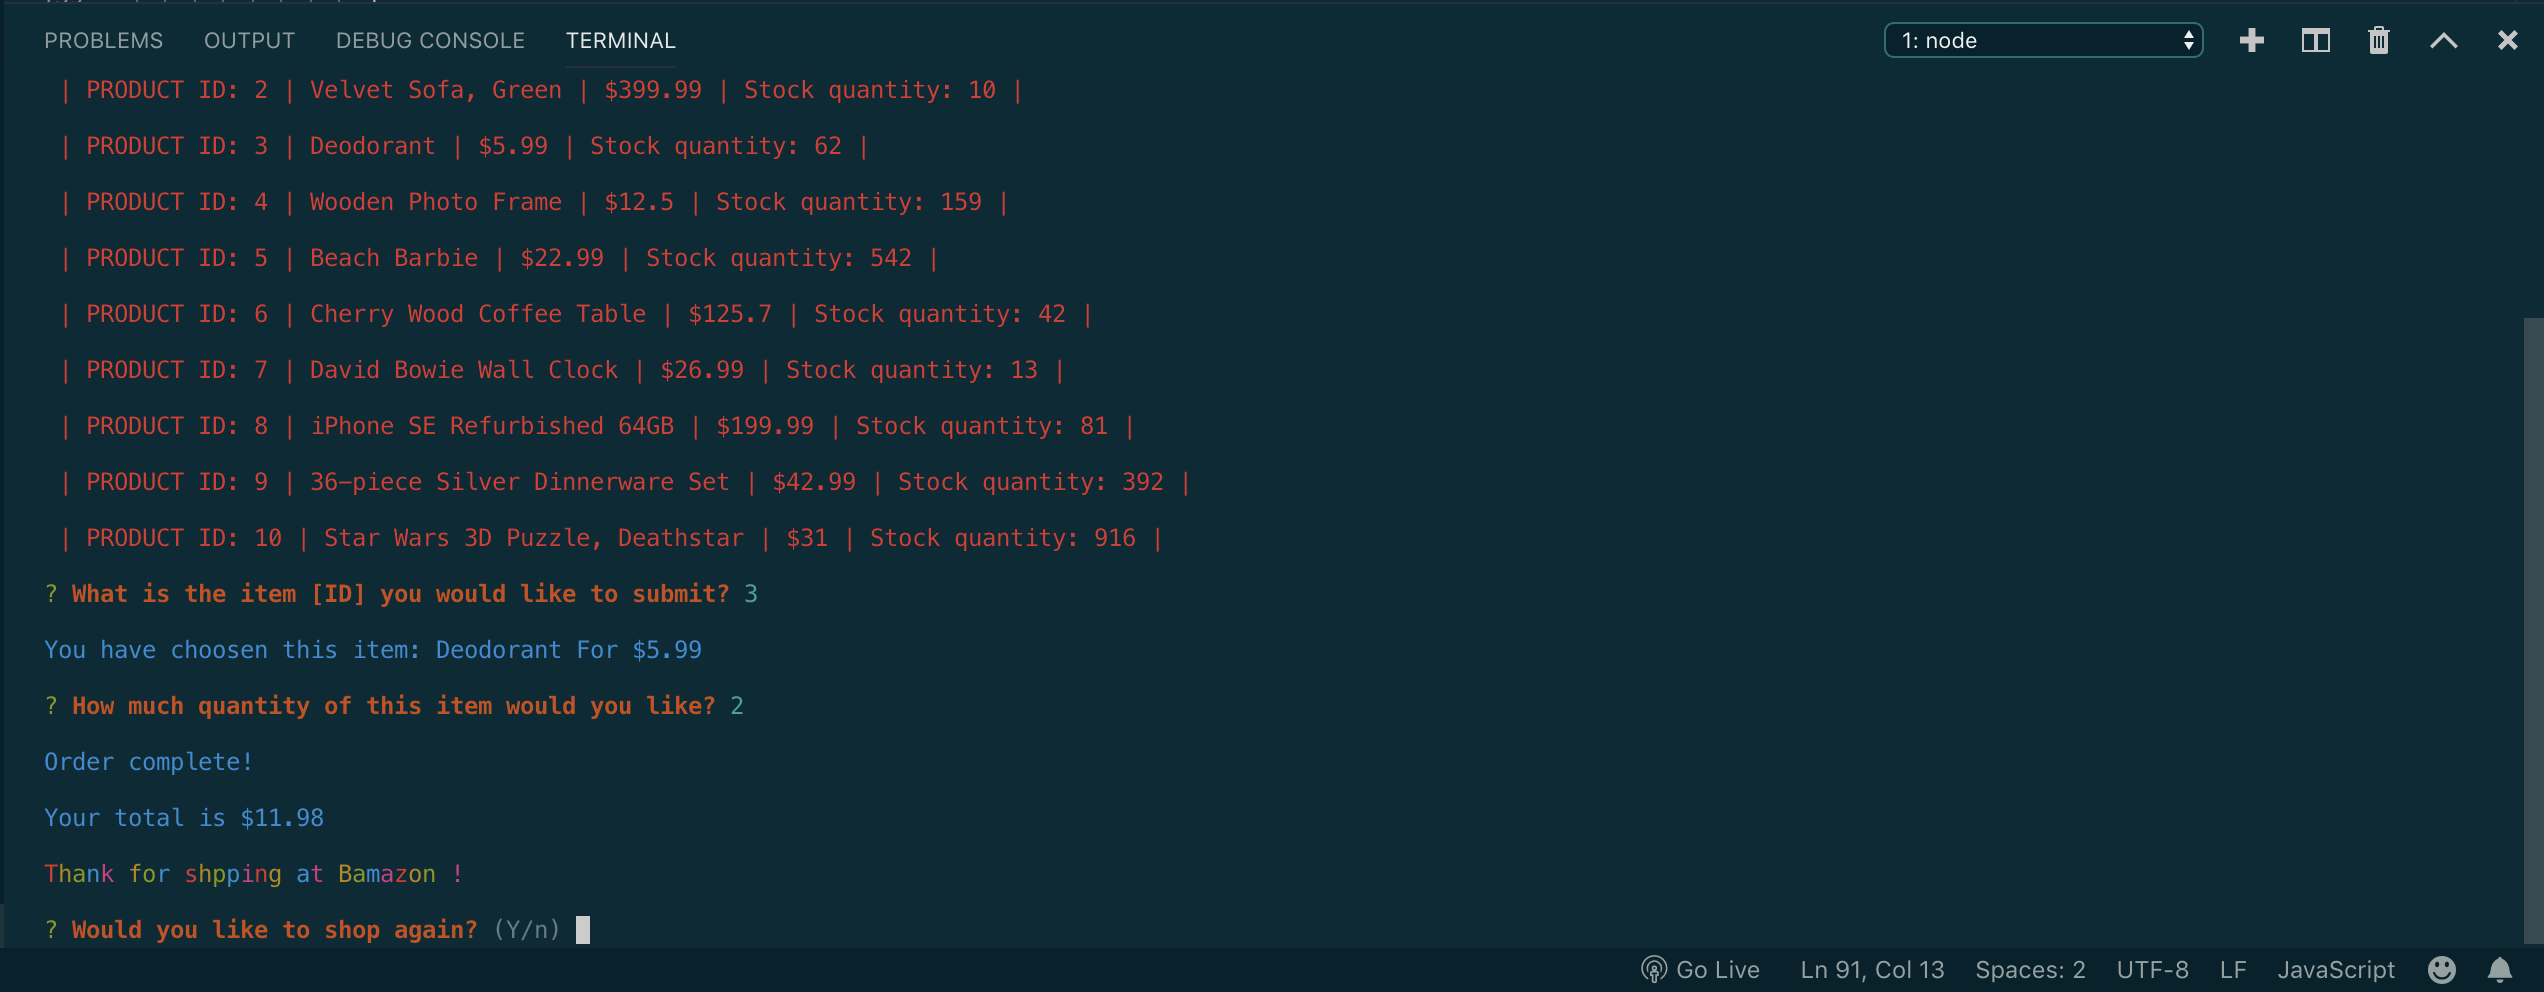 PROBLEMS OUTPUT DEBUG CONSOLE TERMINAL 1: node
| PRODUCT ID: 2 | Velvet Sofa, Green | $399.99 | Stock quantity: 10 |
| PRODUCT ID: 3 | Deodorant | $5.99 | Stock quantity: 62 |
| PRODUCT ID: 4 | Wooden Photo Frame | $12.5 | Stock quantity: 159 |
| PRODUCT ID: 5 | Beach Barbie | $22.99 | Stock quantity: 542 |
| PRODUCT ID: 6 | Cherry Wood Coffee Table | $125.7 | Stock quantity: 42 |
| PRODUCT ID: 7 | David Bowie Wall Clock | $26.99 | Stock quantity: 13 |
| PRODUCT ID: 8 | iPhone SE Refurbished 64GB | $199.99 | Stock quantity: 81 |
| PRODUCT ID: 9 | 36-piece Silver Dinnerware Set | $42.99 | Stock quantity: 392 |
| PRODUCT ID: 10 | Star Wars 3D Puzzle, Deathstar | $31 | Stock quantity: 916 |
? What is the item [ID] you would like to submit? 3
You have choosen this item: Deodorant For $5.99
? How much quantity of this item would you like? 2
Order complete!
Your total is $11.98
Thank for shpping at Bamazon !
? Would you like to shop again? (Y/n)
Go Live Ln 91, Col 13 Spaces: 2 UTF-8 LF JavaScript